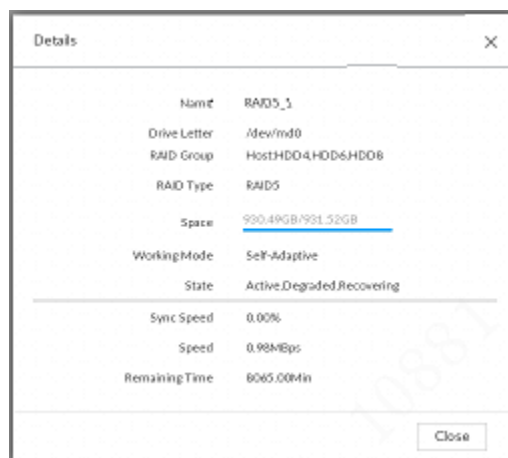 Details
Name RAID5_1
Drive Letter /dev/md0
RAID Group Host:HDD4,HDD6,HDD8
RAID Type RAID5
Space 930.49GB/931.52GB
Working Mode Self-Adaptive
State Active,Degraded,Recovering
Sync Speed 0.00%
Speed 0.98MBps
Remaining Time 8065.00Min
10881
Close